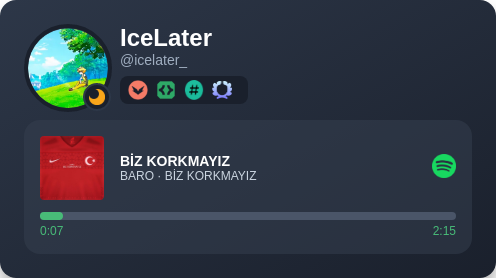 IceLater
@icelater_
BİZ KORKMAYIZ
BARO · BİZ KORKMAYIZ
0:07
2:15